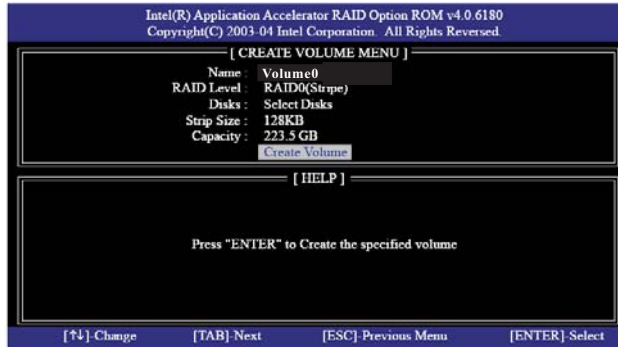 Intel(R) Application Accelerator RAID Option ROM v4.0.6180
Copyright(C) 2003-04 Intel Corporation. All Rights Reversed.
[ CREATE VOLUME MENU ]
Name : Volume0
RAID Level : RAID0(Stripe)
Disks : Select Disks
Strip Size : 128KB
Capacity : 223.5 GB
Create Volume
[ HELP ]
Press "ENTER" to Create the specified volume
[↑↓]-Change [TAB]-Next [ESC]-Previous Menu [ENTER]-Select